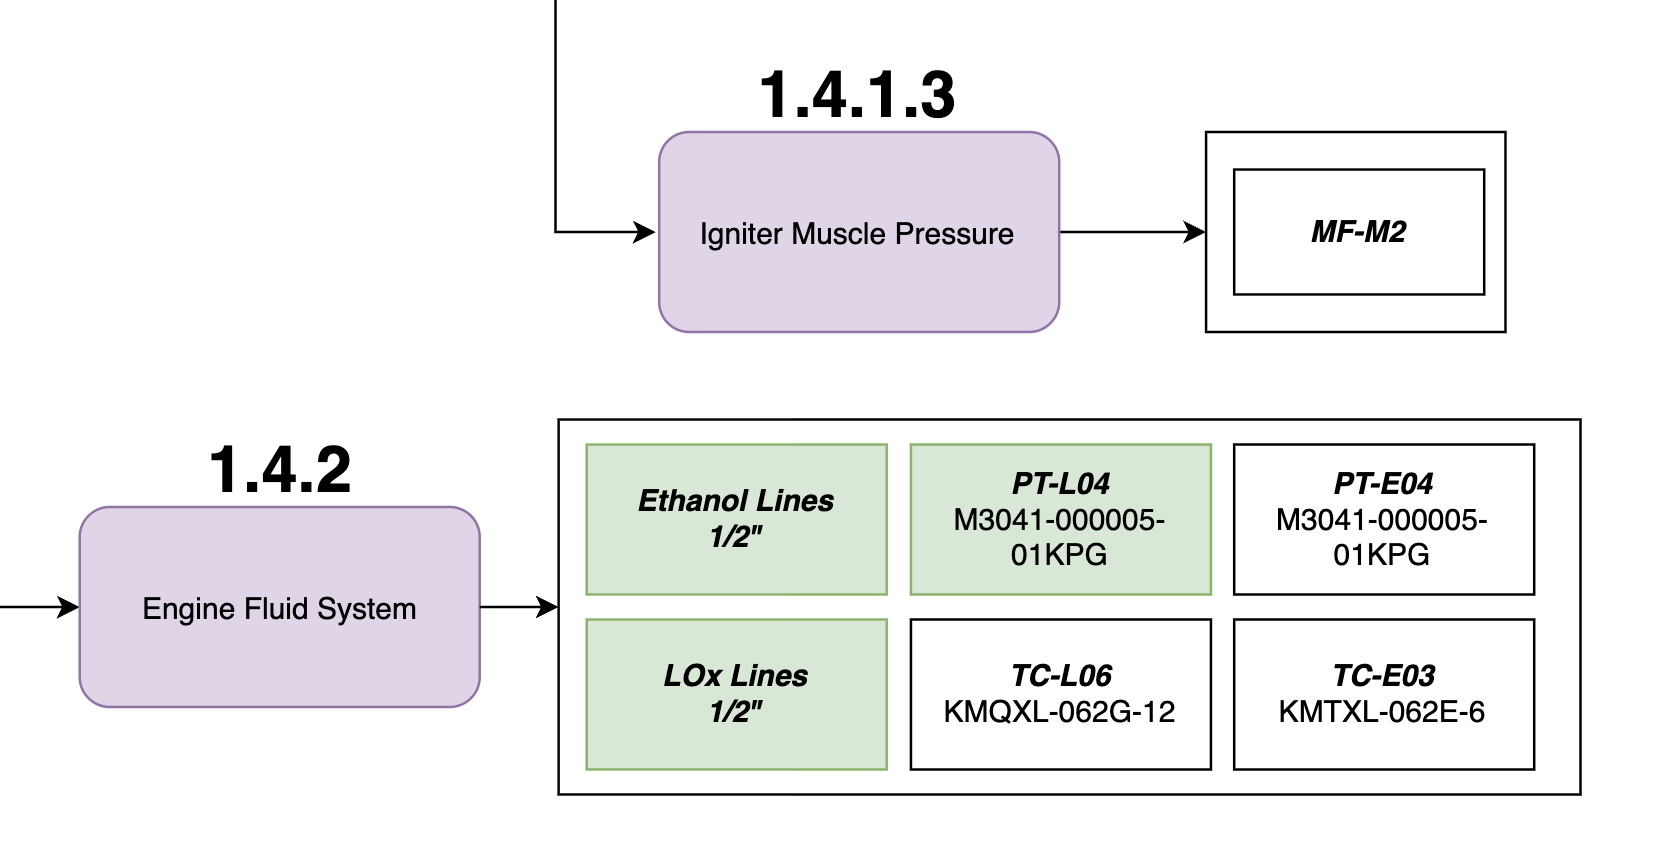 1.4.1.3
Igniter Muscle Pressure
MF-M2
1.4.2
Engine Fluid System
Ethanol Lines
1/2"
PT-L04
M3041-000005-
01KPG
PT-E04
M3041-000005-
01KPG
LOx Lines
1/2"
TC-L06
KMQXL-062G-12
TC-E03
KMTXL-062E-6